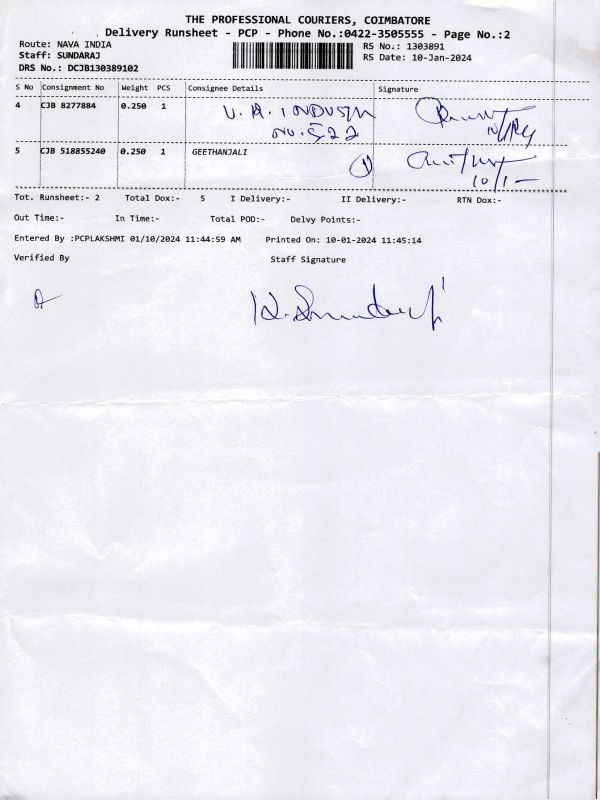 THE PROFESSIONAL COURIERS, COIMBATORE
Delivery Runsheet - PCP - Phone No.:0422-3505555 - Page No.:2
Route: NAVA INDIA RS No.: 1303891
Staff: SUNDARAJ RS Date: 10-Jan-2024
DRS No.: DCJB130389102
S No Consignment No Weight PCS Consignee Details Signature
4 CJB 8277884 0.250 1 U. A. INDUSTN
NO. 522
5 CJB 518855240 0.250 1 GEETHANJALI 1
10/1-
Tot. Runsheet:- 2 Total Dox:- 5 I Delivery:- II Delivery:- RTN Dox:-
Out Time:- In Time:- Total POD:- Delvy Points:-
Entered By :PCPLAKSHMI 01/10/2024 11:44:59 AM Printed On: 10-01-2024 11:45:14
Verified By Staff Signature